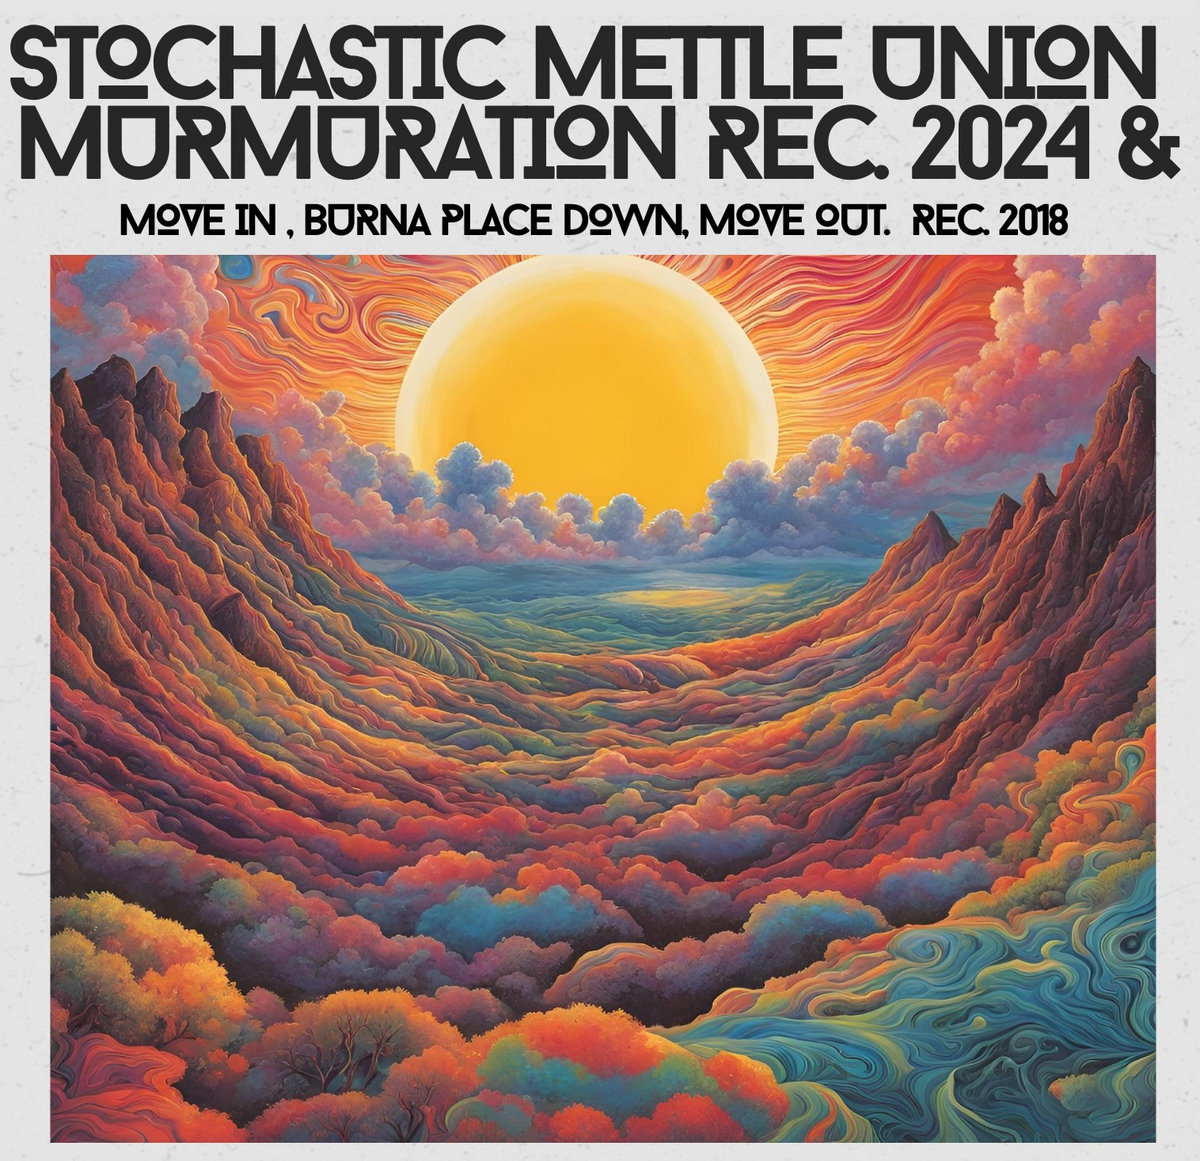 STOCHASTIC METTLE UNION
MURMURATION REC. 2024 &
MOVE IN , BURNA PLACE DOWN, MOVE OUT. REC. 2018